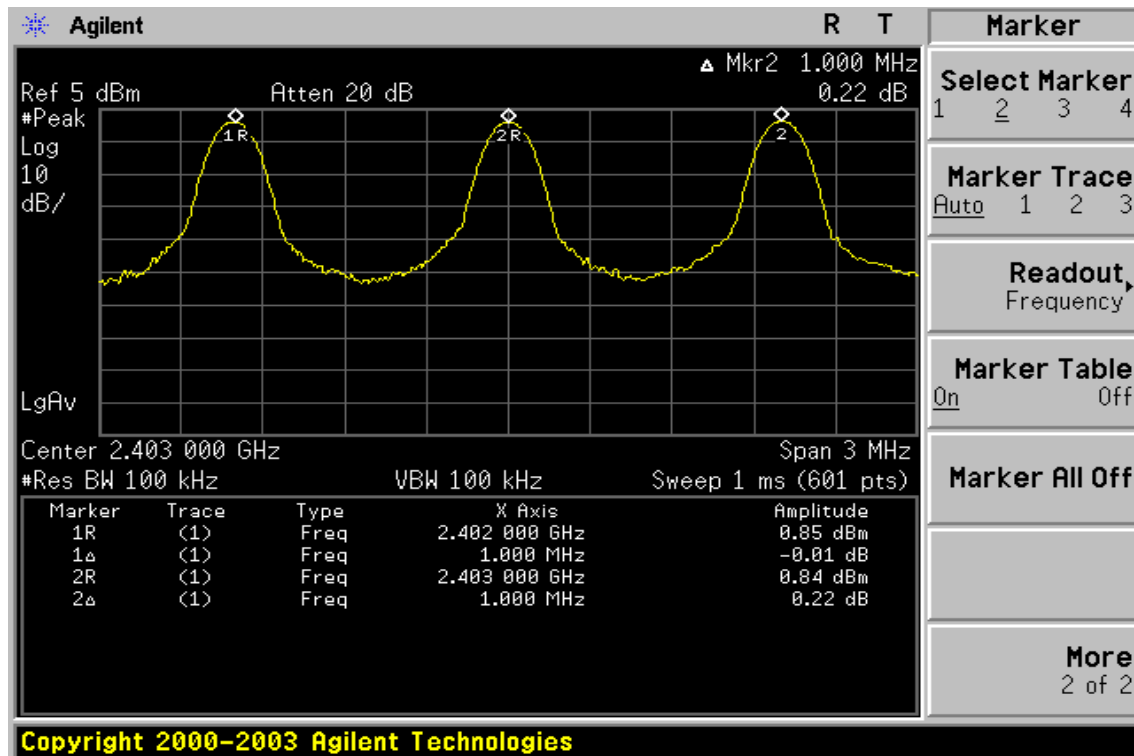 Agilent R T
Δ Mkr2 1.000 MHz
Ref 5 dBm Atten 20 dB 0.22 dB
#Peak
Log
10
dB/
1R 2R 2
LgAv
Center 2.403 000 GHz Span 3 MHz
#Res BW 100 kHz VBW 100 kHz Sweep 1 ms (601 pts)
Marker Trace Type X Axis Amplitude
1R (1) Freq 2.402 000 GHz 0.85 dBm
1Δ (1) Freq 1.000 MHz -0.01 dB
2R (1) Freq 2.403 000 GHz 0.84 dBm
2Δ (1) Freq 1.000 MHz 0.22 dB
Copyright 2000-2003 Agilent Technologies
Marker
Select Marker
1 2 3 4
Marker Trace
Auto 1 2 3
Readout
Frequency
Marker Table
On Off
Marker All Off
More
2 of 2